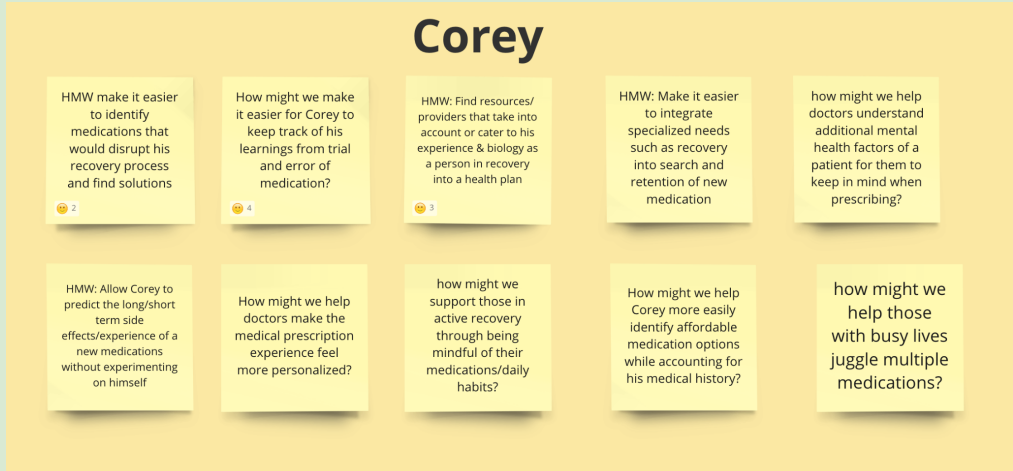 Corey
HMW make it easier
to identify
medications that
would disrupt his
recovery process
and find solutions
2
How might we make
it easier for Corey to
keep track of his
learnings from trial
and error of
medication?
4
HMW: Find resources/
providers that take into
account or cater to his
experience & biology as
a person in recovery
into a health plan
3
HMW: Make it easier
to integrate
specialized needs
such as recovery
into search and
retention of new
medication
how might we help
doctors understand
additional mental
health factors of a
patient for them to
keep in mind when
prescribing?
HMW: Allow Corey to
predict the long/short
term side
effects/experience of a
new medications
without experimenting
on himself
How might we help
doctors make the
medical prescription
experience feel
more personalized?
how might we
support those in
active recovery
through being
mindful of their
medications/daily
habits?
How might we help
Corey more easily
identify affordable
medication options
while accounting for
his medical history?
how might we
help those
with busy lives
juggle multiple
medications?